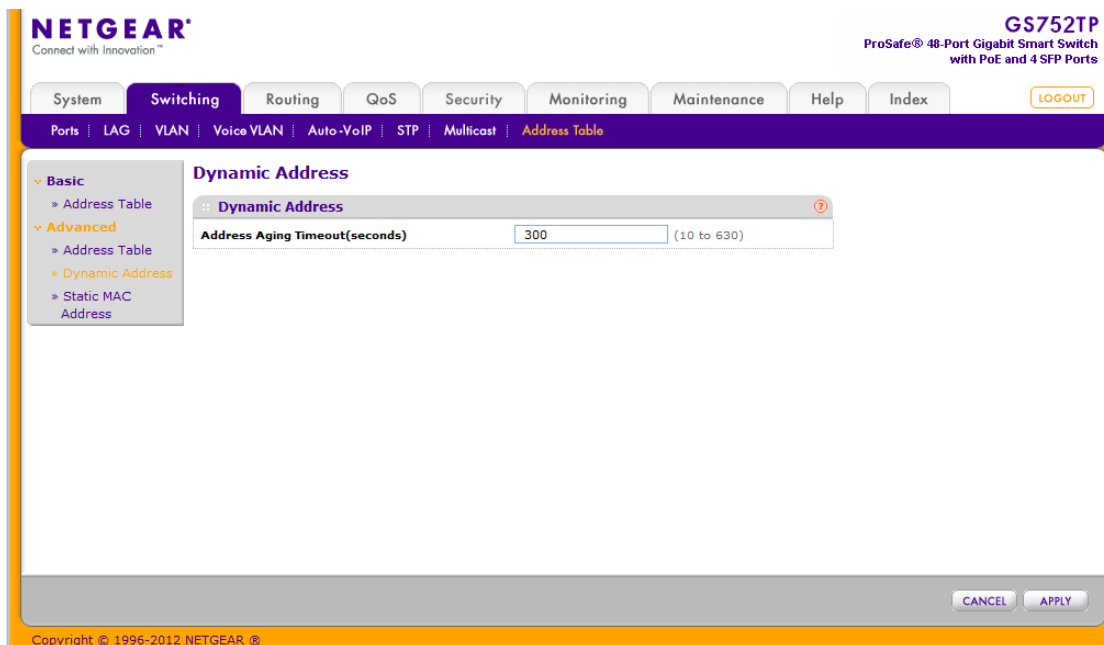 NETGEAR®
Connect with Innovation™
GS752TP
ProSafe® 48-Port Gigabit Smart Switch
with PoE and 4 SFP Ports
System Switching Routing QoS Security Monitoring Maintenance Help Index LOGOUT
Ports LAG VLAN Voice VLAN Auto-VoIP STP Multicast Address Table
Basic
» Address Table
Advanced
» Address Table
» Dynamic Address
» Static MAC
Address
Dynamic Address
Dynamic Address ?
Address Aging Timeout(seconds) 300 (10 to 630)
CANCEL APPLY
Copyright © 1996-2012 NETGEAR ®